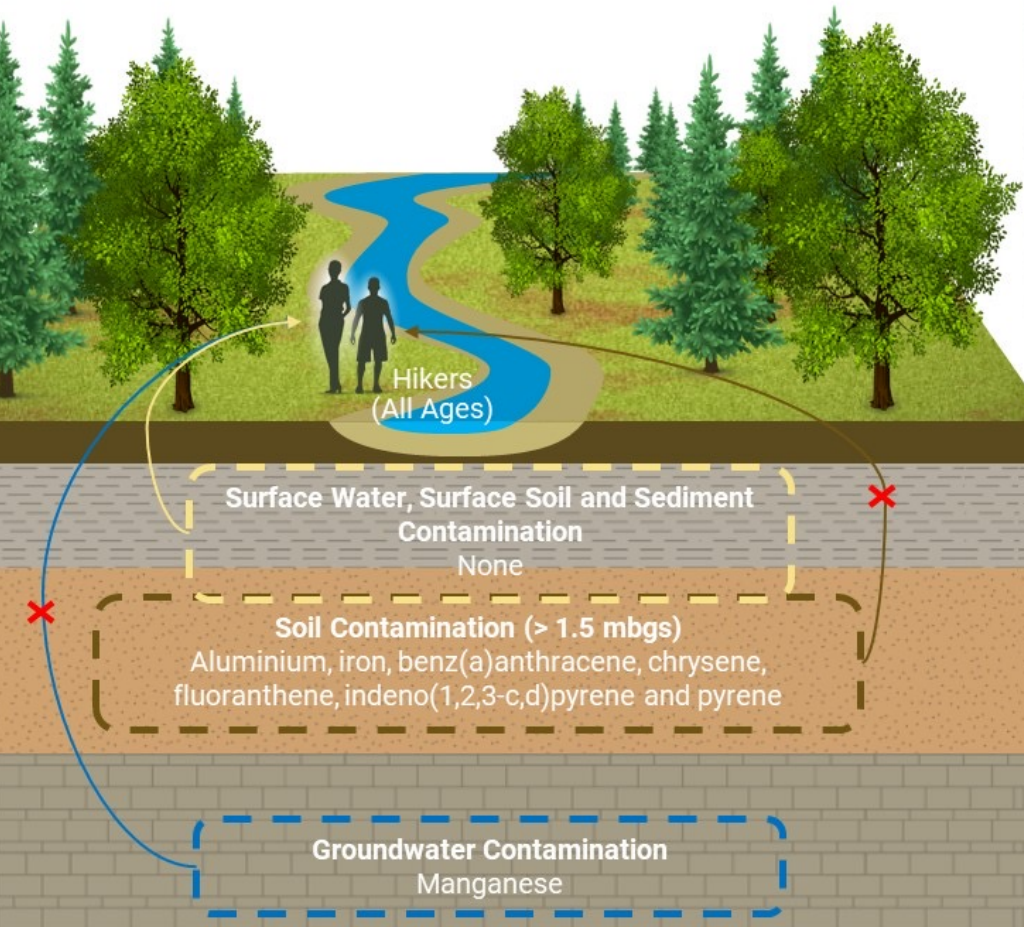 Hikers
(All Ages)
Surface Water, Surface Soil and Sediment
Contamination
None
Soil Contamination (> 1.5 mbgs)
Aluminium, iron, benz(a)anthracene, chrysene,
fluoranthene, indeno(1,2,3-c,d)pyrene and pyrene
Groundwater Contamination
Manganese